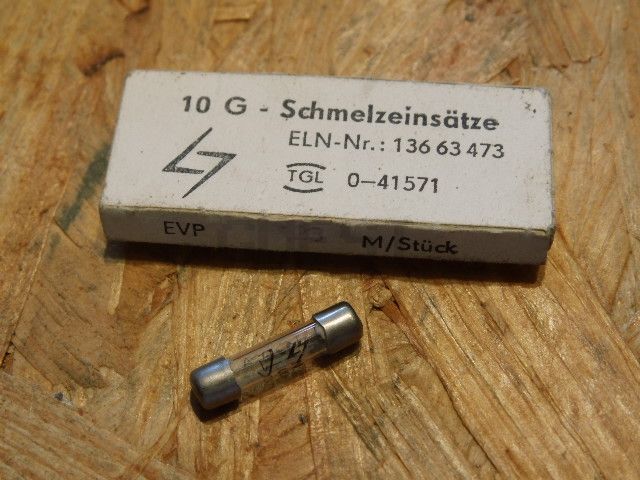 10 G - Schmelzeinsätze
ELN-Nr.: 136 63 473
TGL 0-41571
EVP M/Stück